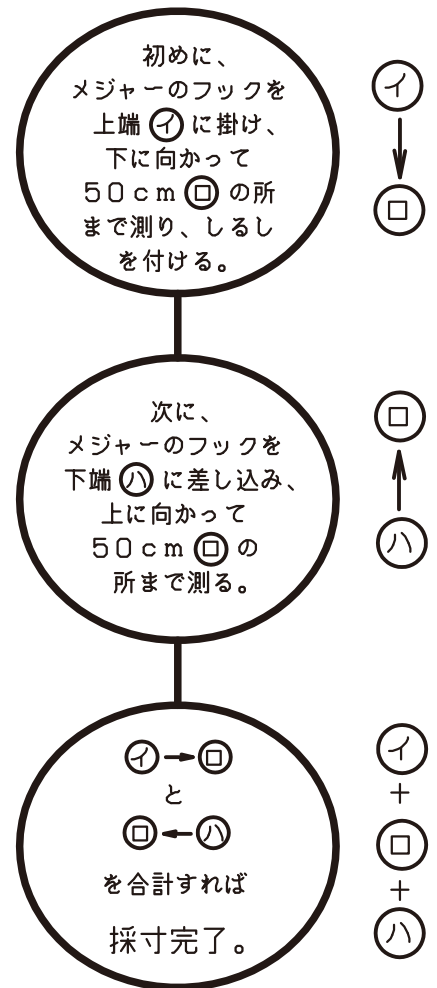 初めに、
メジャーのフックを
上端イに掛け、
下に向かって
50cmロの所
まで測り、しるし
を付ける。
イ
↓
ロ
次に、
メジャーのフックを
下端ハに差し込み、
上に向かって
50cmロの
所まで測る。
ロ
↑
ハ
イ→ロ
と
ロ←ハ
を合計すれば
採寸完了。
イ
+
ロ
+
ハ